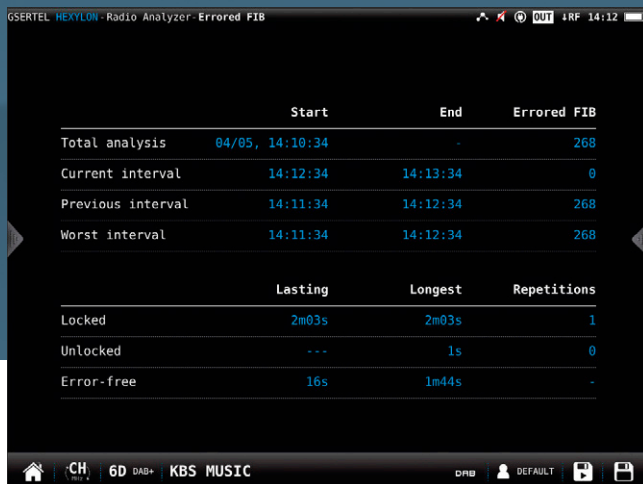 GSERTEL HEXYLON-Radio Analyzer-Errored FIB OUT ↓RF 14:12
Start End Errored FIB
Total analysis 04/05, 14:10:34 - 268
Current interval 14:12:34 14:13:34 0
Previous interval 14:11:34 14:12:34 268
Worst interval 14:11:34 14:12:34 268
Lasting Longest Repetitions
Locked 2m03s 2m03s 1
Unlocked --- 1s 0
Error-free 16s 1m44s -
CH 6D DAB+ KBS MUSIC DAB DEFAULT
MHz